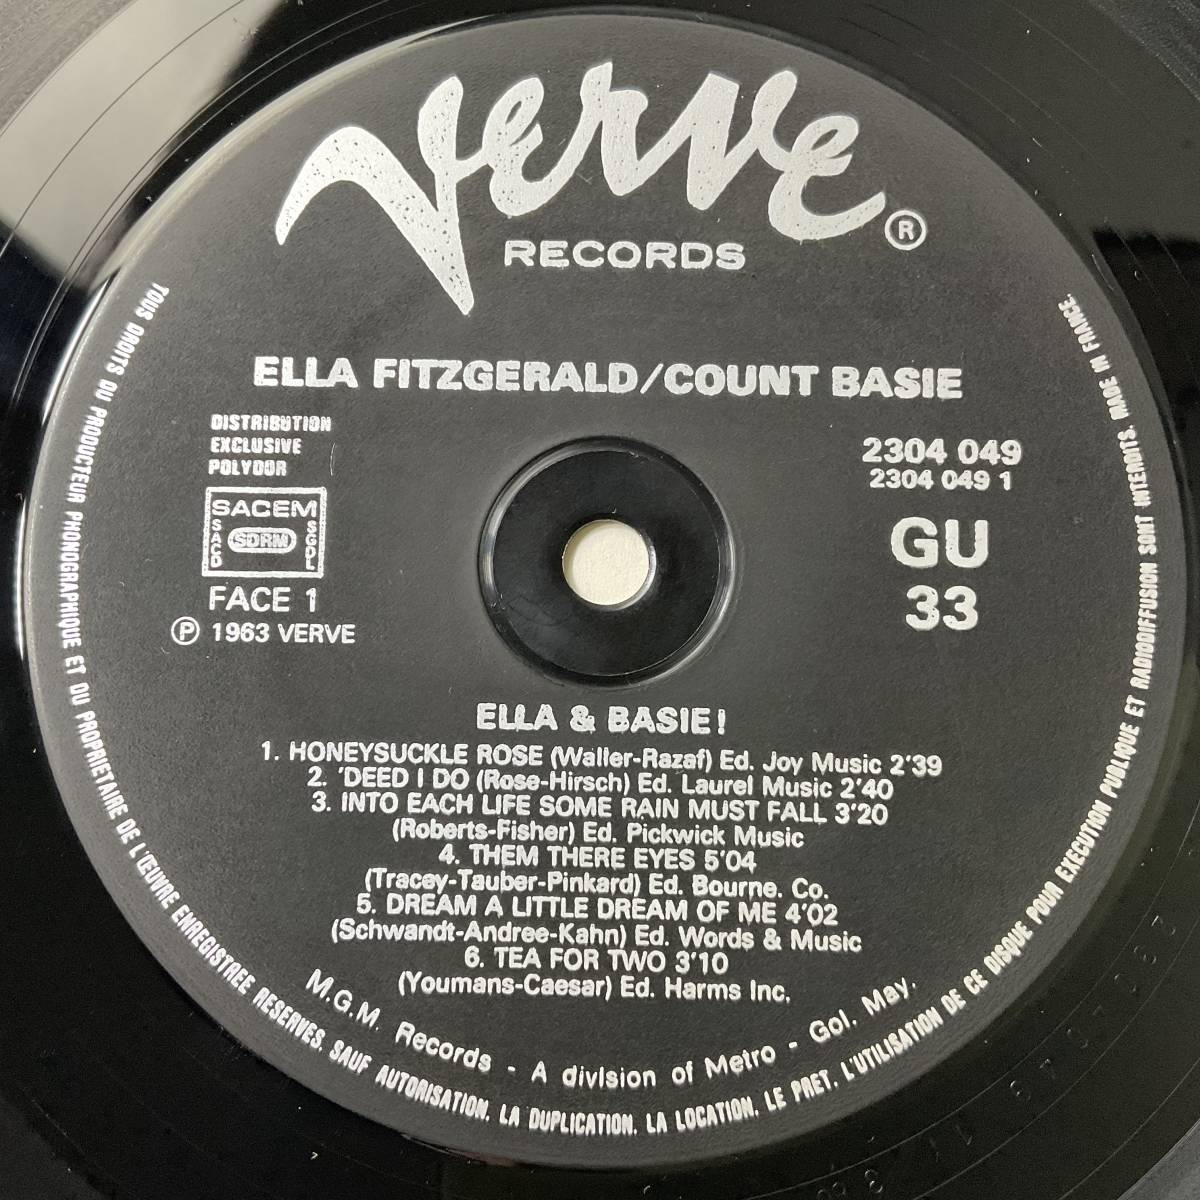 Verve ®
RECORDS
ELLA FITZGERALD/COUNT BASIE
DISTRIBUTION
EXCLUSIVE
POLYDOR
SACEM
SACD
SDRM
SGDL
FACE 1
Ⓟ 1963 VERVE
2304 049
2304 049 1
GU
33
ELLA & BASIE!
1. HONEYSUCKLE ROSE (Waller-Razaf) Ed. Joy Music 2'39
2. 'DEED I DO (Rose-Hirsch) Ed. Laurel Music 2'40
3. INTO EACH LIFE SOME RAIN MUST FALL 3'20
(Roberts-Fisher) Ed. Pickwick Music
4. THEM THERE EYES 5'04
(Tracey-Tauber-Pinkard) Ed. Bourne. Co.
5. DREAM A LITTLE DREAM OF ME 4'02
(Schwandt-Andree-Kahn) Ed. Words & Music
6. TEA FOR TWO 3'10
(Youmans-Caesar) Ed. Harms Inc.
M.G.M. Records - A division of Metro - Gol. May.
TOUS DROITS DU PRODUCTEUR PHONOGRAPHIQUE ET DU PROPRIETAIRE DE L'ŒUVRE ENREGISTREE RESERVES. SAUF AUTORISATION, LA DUPLICATION, LA LOCATION, LE PRET, L'UTILISATION DE CE DISQUE POUR EXECUTION PUBLIQUE ET RADIODIFFUSION SONT INTERDITS. MADE IN FRANCE.